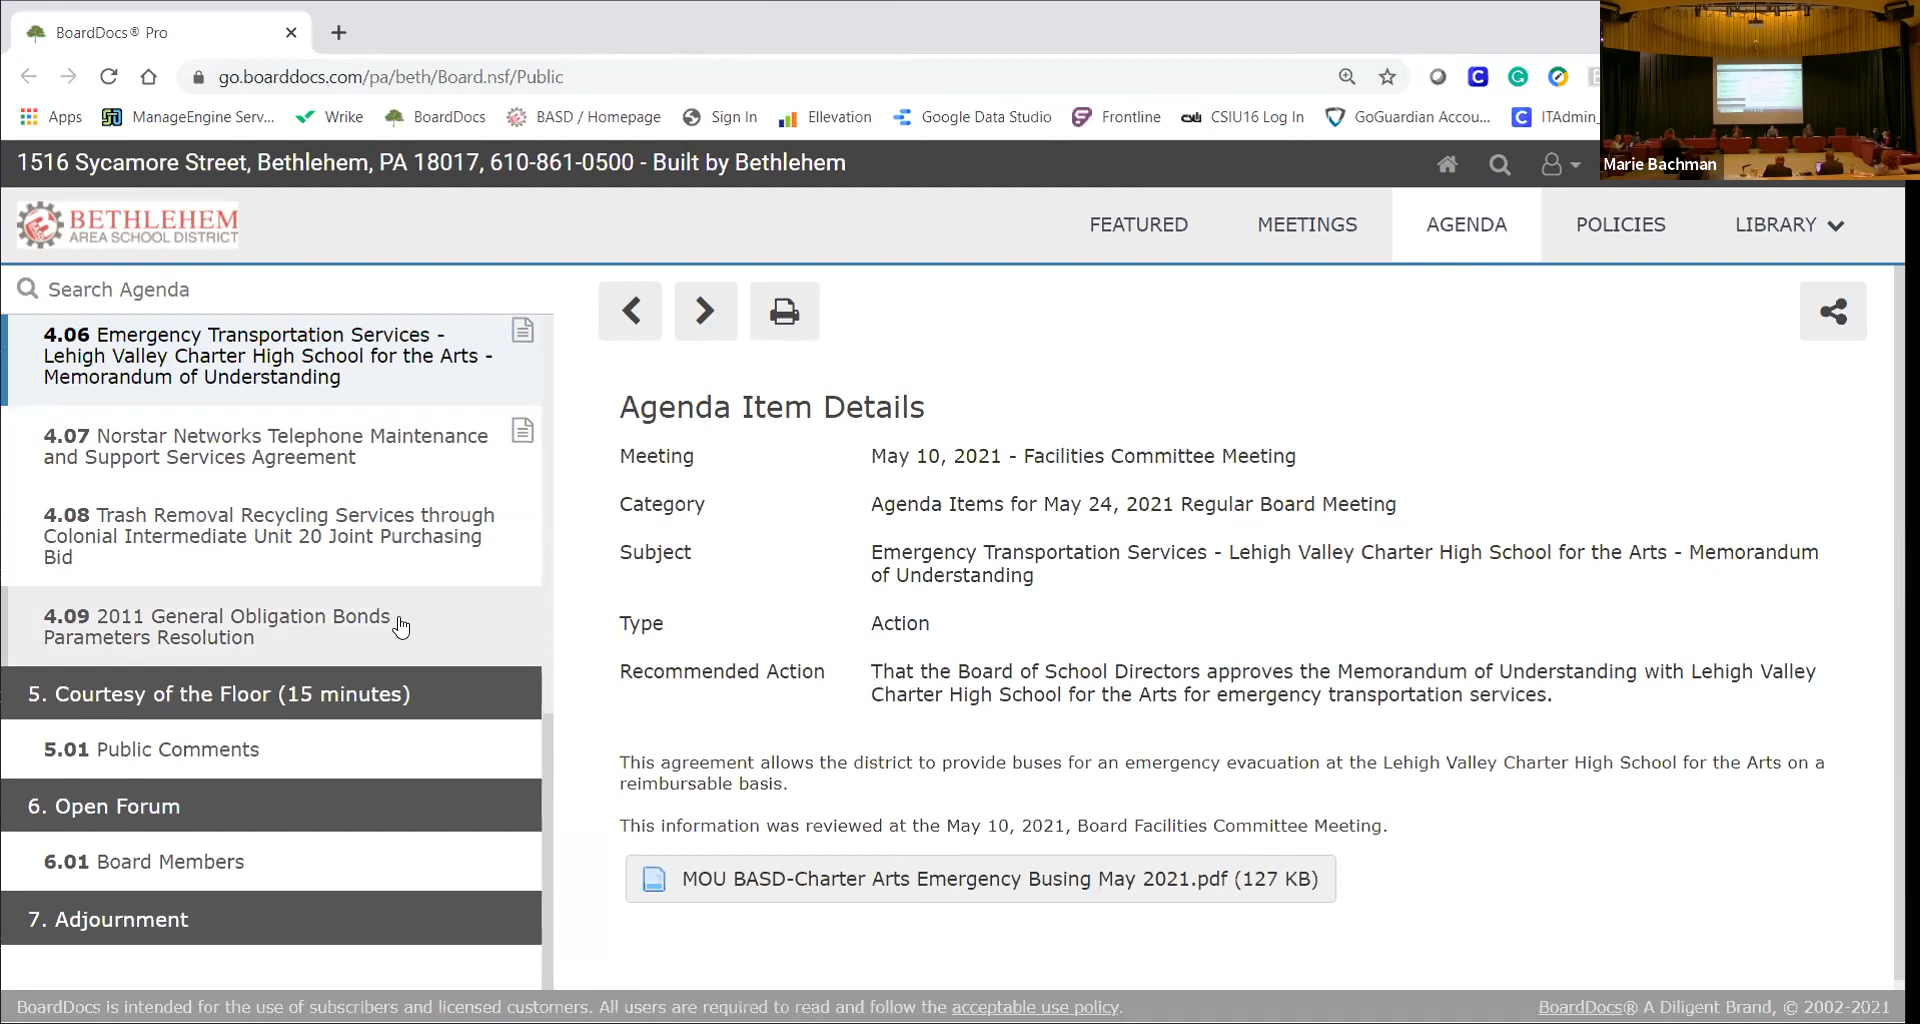 BoardDocs® Pro
go.boarddocs.com/pa/beth/Board.nsf/Public
Apps ManageEngine Serv... Wrike BoardDocs BASD / Homepage Sign In Ellevation Google Data Studio Frontline CSIU16 Log In GoGuardian Accou... ITAdmin_
Marie Bachman
1516 Sycamore Street, Bethlehem, PA 18017, 610-861-0500 - Built by Bethlehem
BETHLEHEM
AREA SCHOOL DISTRICT
FEATURED MEETINGS AGENDA POLICIES LIBRARY
Search Agenda
4.06 Emergency Transportation Services -
Lehigh Valley Charter High School for the Arts -
Memorandum of Understanding
4.07 Norstar Networks Telephone Maintenance
and Support Services Agreement
4.08 Trash Removal Recycling Services through
Colonial Intermediate Unit 20 Joint Purchasing
Bid
4.09 2011 General Obligation Bonds
Parameters Resolution
5. Courtesy of the Floor (15 minutes)
5.01 Public Comments
6. Open Forum
6.01 Board Members
7. Adjournment
Agenda Item Details
Meeting May 10, 2021 - Facilities Committee Meeting
Category Agenda Items for May 24, 2021 Regular Board Meeting
Subject Emergency Transportation Services - Lehigh Valley Charter High School for the Arts - Memorandum
of Understanding
Type Action
Recommended Action That the Board of School Directors approves the Memorandum of Understanding with Lehigh Valley
Charter High School for the Arts for emergency transportation services.
This agreement allows the district to provide buses for an emergency evacuation at the Lehigh Valley Charter High School for the Arts on a
reimbursable basis.
This information was reviewed at the May 10, 2021, Board Facilities Committee Meeting.
MOU BASD-Charter Arts Emergency Busing May 2021.pdf (127 KB)
BoardDocs is intended for the use of subscribers and licensed customers. All users are required to read and follow the acceptable use policy.
BoardDocs® A Diligent Brand, © 2002-2021